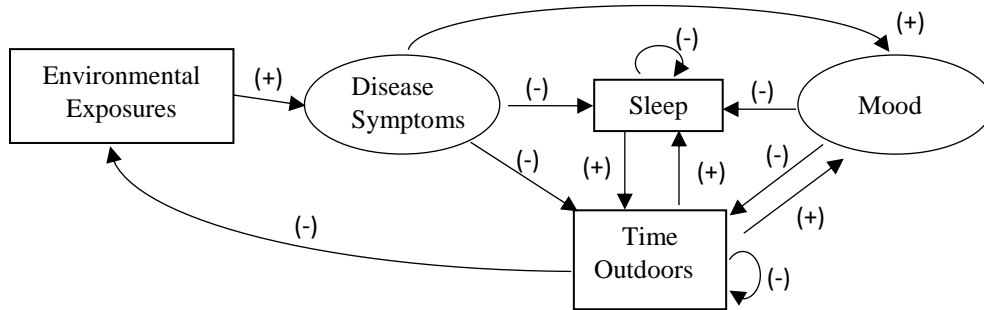 (+)
Environmental
Exposures
(+)
Disease
Symptoms
(-)
(-)
Sleep
(-)
Mood
(-)
(+)
(+)
(-)
(+)
(-)
Time
Outdoors
(-)